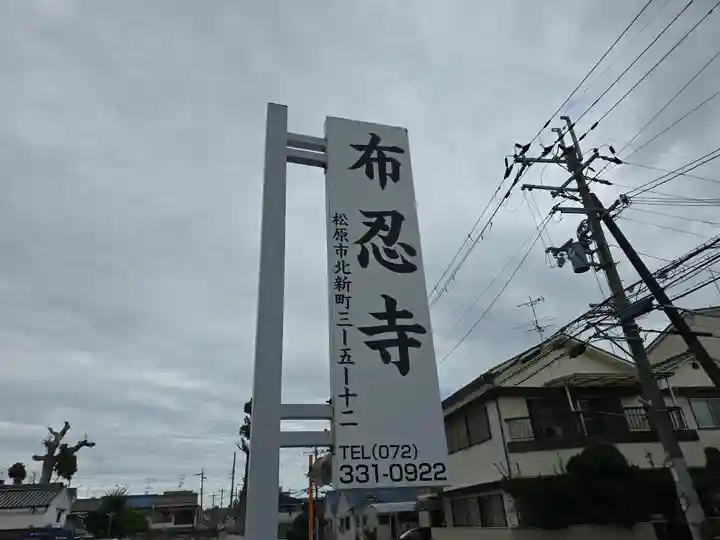 布忍寺
松原市北新町三ー五ー十二
TEL(072)
331-0922